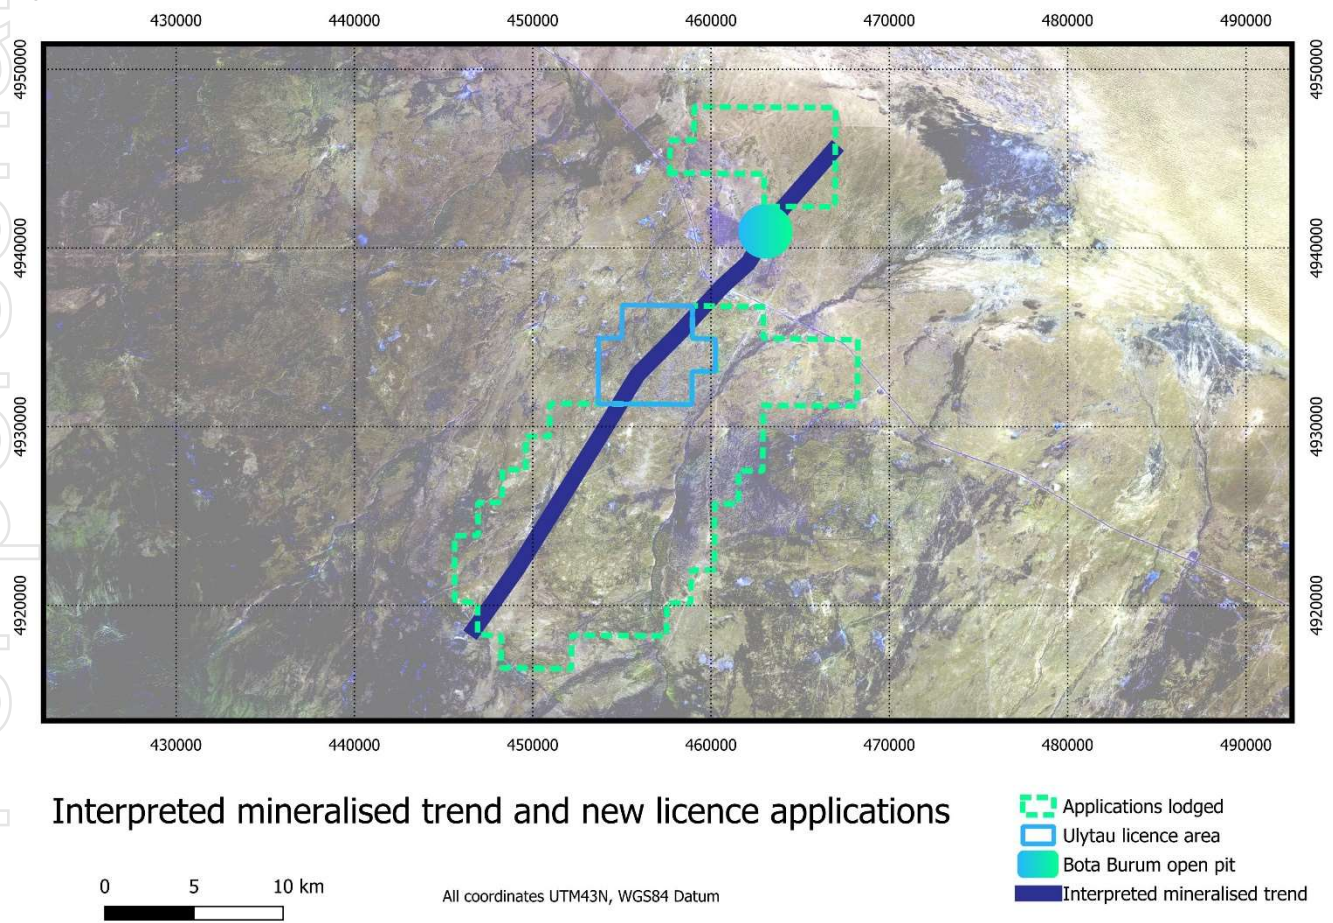 430000 440000 450000 460000 470000 480000 490000
4950000 4950000
4940000 4940000
4930000 4930000
4920000 4920000
430000 440000 450000 460000 470000 480000 490000
Interpreted mineralised trend and new licence applications
Applications lodged
Ulytau licence area
Bota Burum open pit
Interpreted mineralised trend
0 5 10 km
All coordinates UTM43N, WGS84 Datum